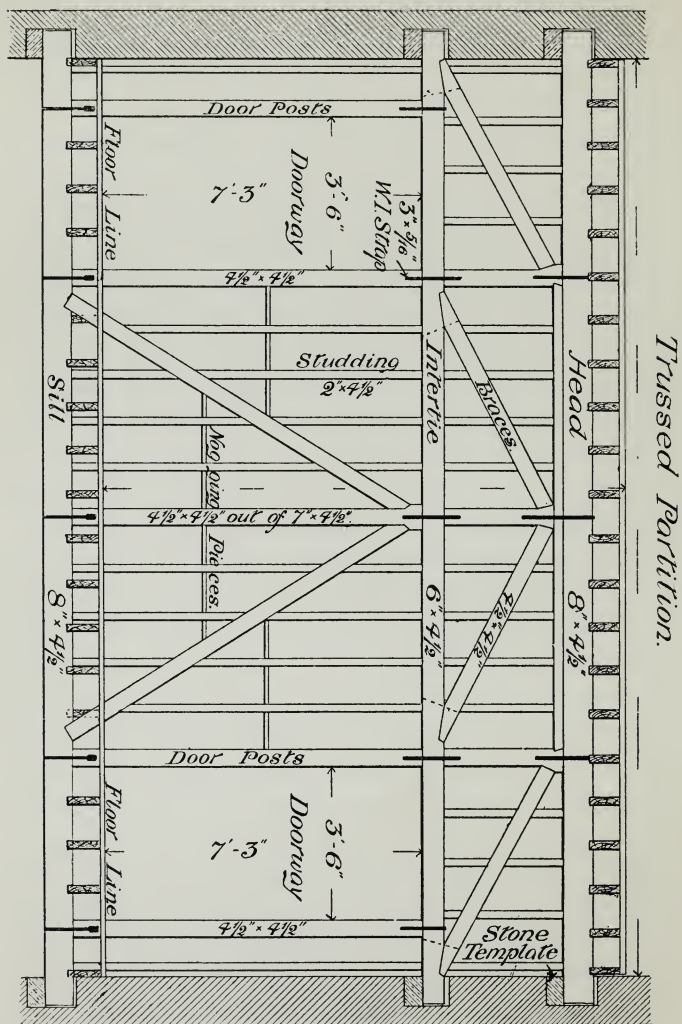 Trussed Partition.
Head
8" × 4½"
Door Posts
3" × 5/16"
W.I. Strap
3'-6"
Doorway
7'-3"
Floor Line
4½" × 4½"
Studding
2" × 4½"
Intertie
6" × 4½"
Braces.
4½" × 4½"
Nogging Pieces.
4½" × 4½" out of 7" × 4½".
Sill
8" × 4½"
Door Posts
3'-6"
Doorway
7'-3"
Floor Line
4½" × 4½"
Stone
Template